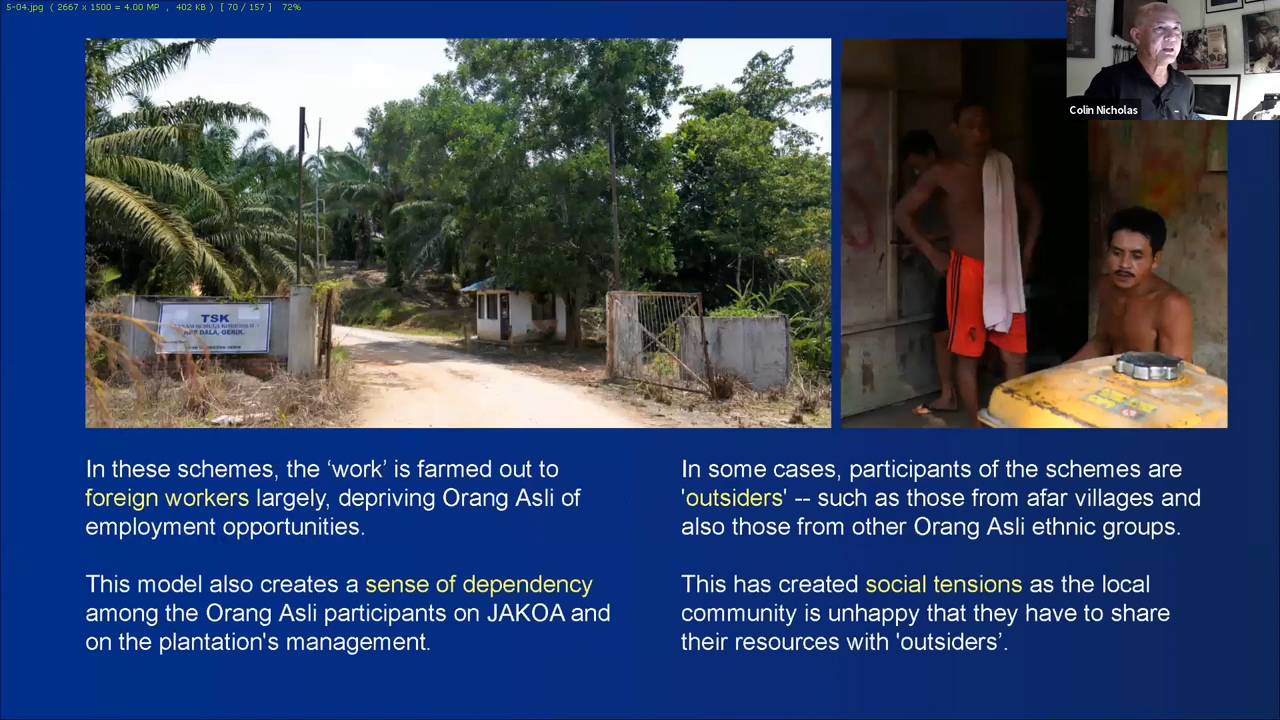 5-04.jpg ( 2667 x 1500 = 4.00 MP , 402 KB ) [ 70 / 157 ] 72%
Colin Nicholas
TSK
DALA, GERIK.
In these schemes, the ‘work’ is farmed out to
foreign workers largely, depriving Orang Asli of
employment opportunities.
This model also creates a sense of dependency
among the Orang Asli participants on JAKOA and
on the plantation's management.
In some cases, participants of the schemes are
'outsiders' -- such as those from afar villages and
also those from other Orang Asli ethnic groups.
This has created social tensions as the local
community is unhappy that they have to share
their resources with 'outsiders’.